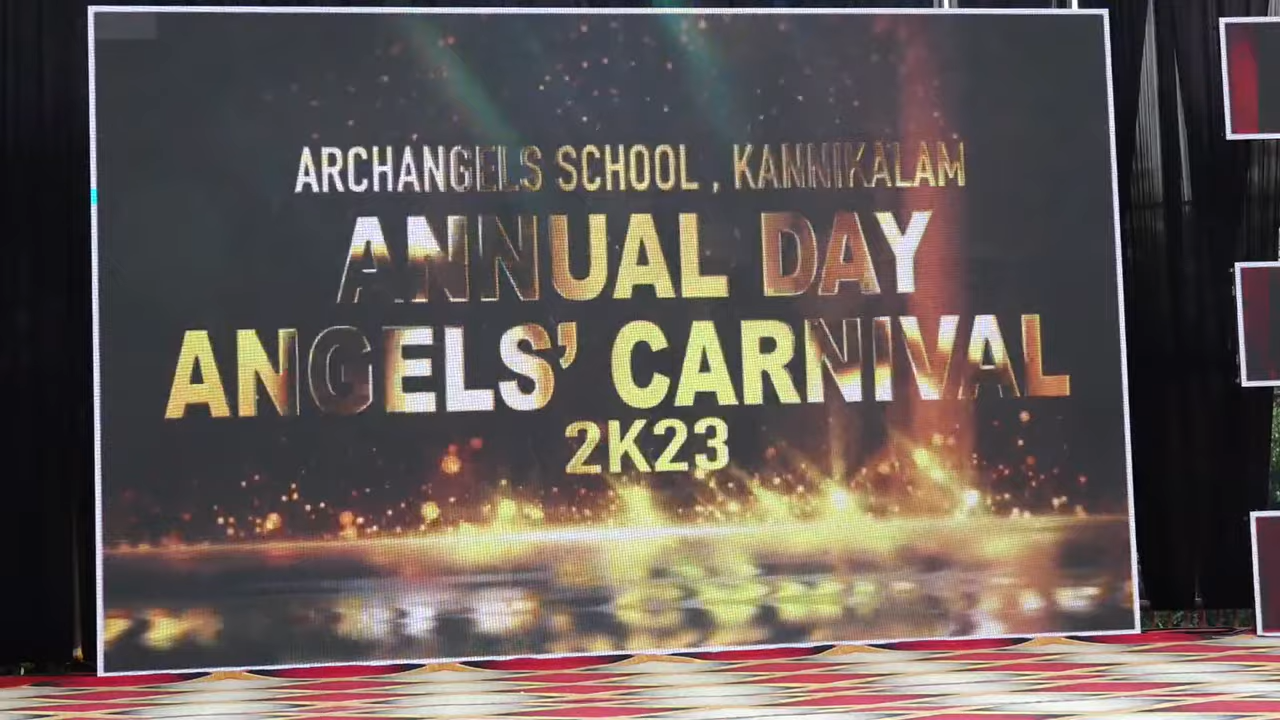 ARCHANGELS SCHOOL , KANNIKALAM
ANNUAL DAY
ANGELS' CARNIVAL
2K23